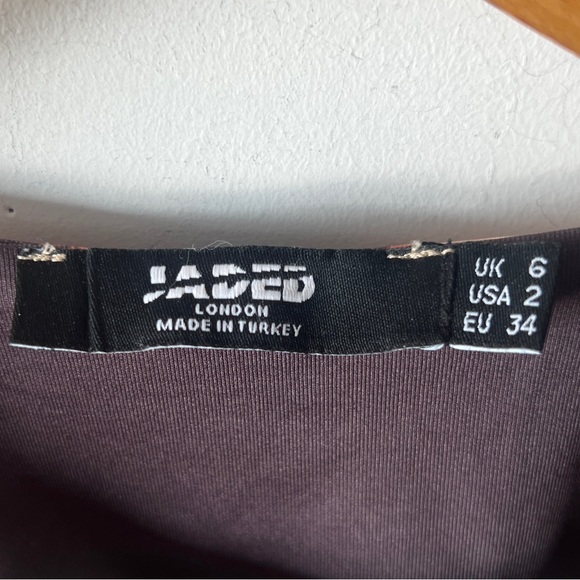 JADED
LONDON
MADE IN TURKEY
UK 6
USA 2
EU 34